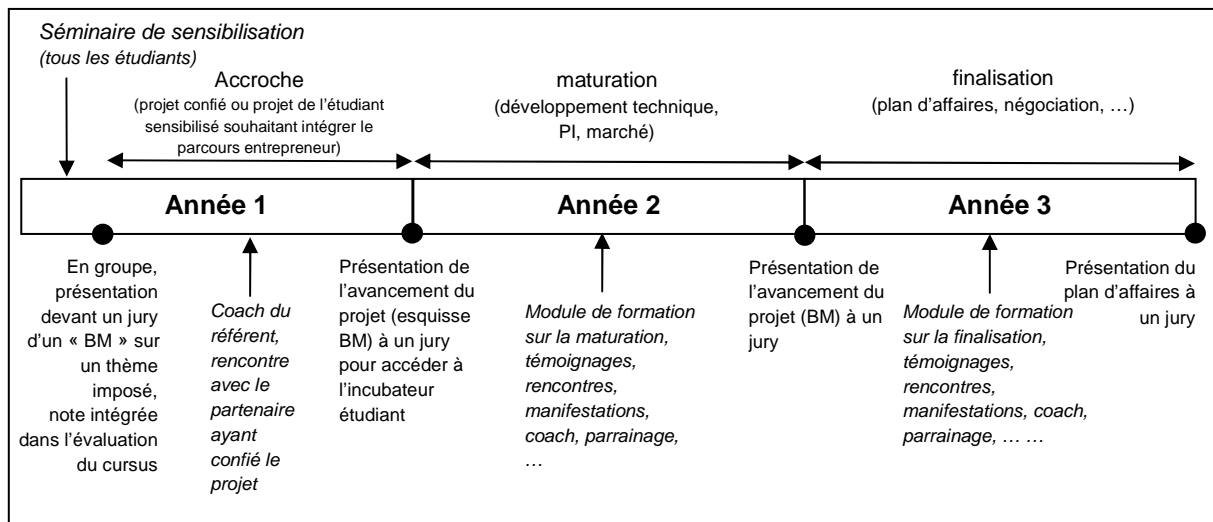 Séminaire de sensibilisation
(tous les étudiants)
Accroche
(projet confié ou projet de l'étudiant
sensibilisé souhaitant intégrer le
parcours entrepreneur)
maturation
(développement technique,
PI, marché)
finalisation
(plan d'affaires, négociation, …)
Année 1
Année 2
Année 3
En groupe,
présentation
devant un jury
d'un « BM » sur
un thème
imposé,
note intégrée
dans l'évaluation
du cursus
Coach du
référent,
rencontre
avec le
partenaire
ayant
confié le
projet
Présentation de
l'avancement du
projet (esquisse
BM) à un jury
pour accéder à
l'incubateur
étudiant
Module de formation
sur la maturation,
témoignages,
rencontres,
manifestations,
coach, parrainage,
…
Présentation de
l'avancement du
projet (BM) à un
jury
Module de formation
sur la finalisation,
témoignages,
rencontres,
manifestations, coach,
parrainage, … …
Présentation du
plan d'affaires à
un jury